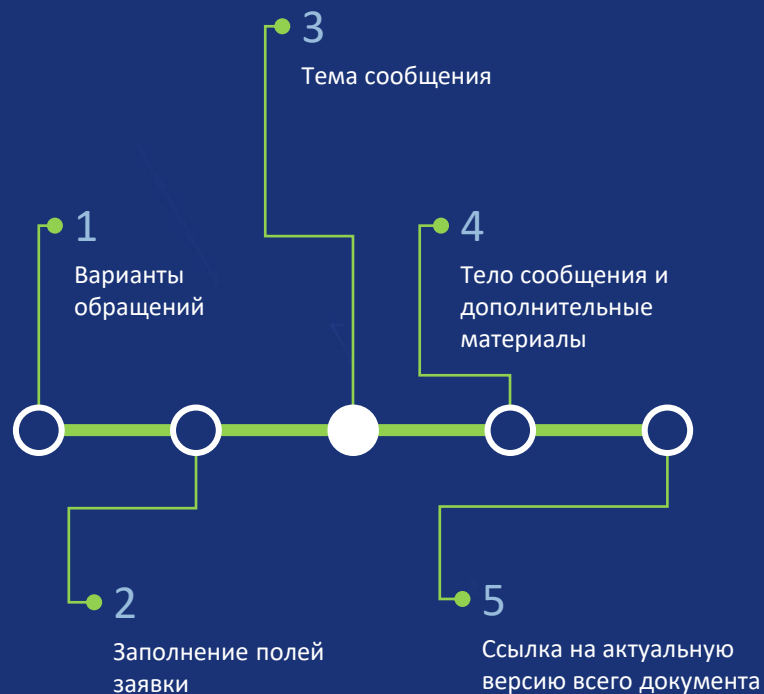 3
Тема сообщения
1
Варианты
обращений
4
Тело сообщения и
дополнительные
материалы
2
Заполнение полей
заявки
5
Ссылка на актуальную
версию всего документа